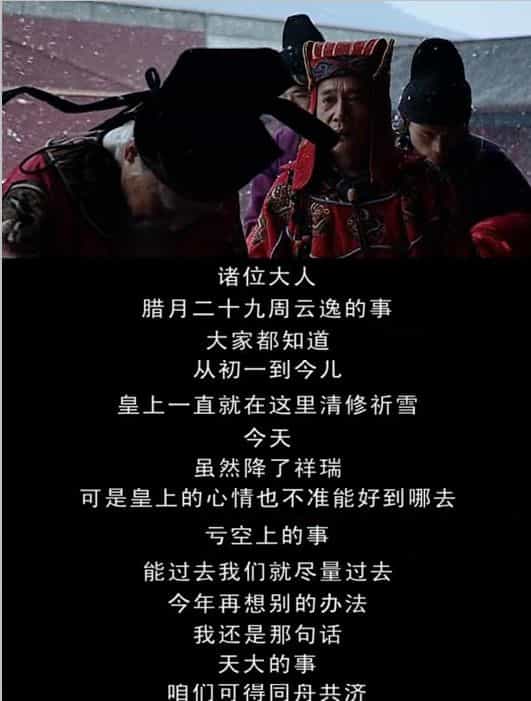 诸位大人
腊月二十九周云逸的事
大家都知道
从初一到今儿
皇上一直就在这里清修祈雪
今天
虽然降了祥瑞
可是皇上的心情也不准能好到哪去
亏空上的事
能过去我们就尽量过去
今年再想别的办法
我还是那句话
天大的事
咱们可得同舟共济